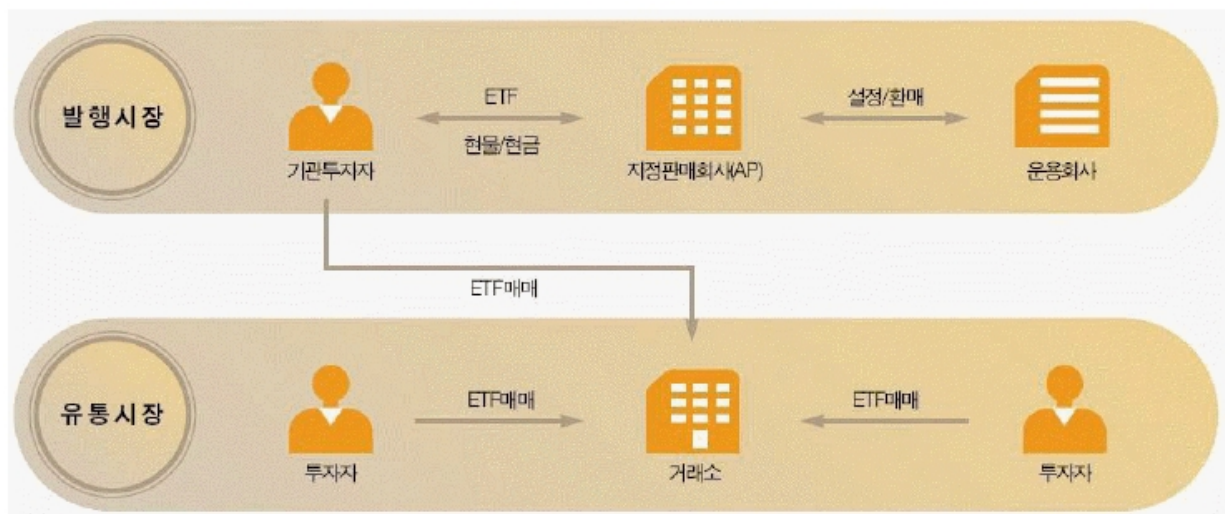 발행시장
ETF
현물/현금
설정/환매
기관투자자
지정판매회사(AP)
운용회사
ETF매매
유통시장
ETF매매
ETF매매
투자자
거래소
투자자